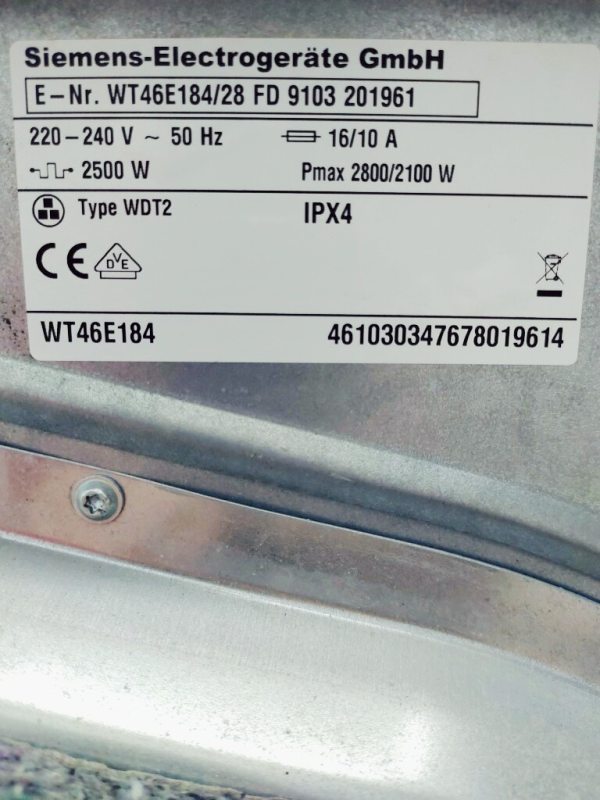 Siemens-Electrogeräte GmbH
E-Nr. WT46E184/28 FD 9103 201961
220-240 V ~ 50 Hz 16/10 A
2500 W Pmax 2800/2100 W
Type WDT2 IPX4
CE DVE
WT46E184 461030347678019614